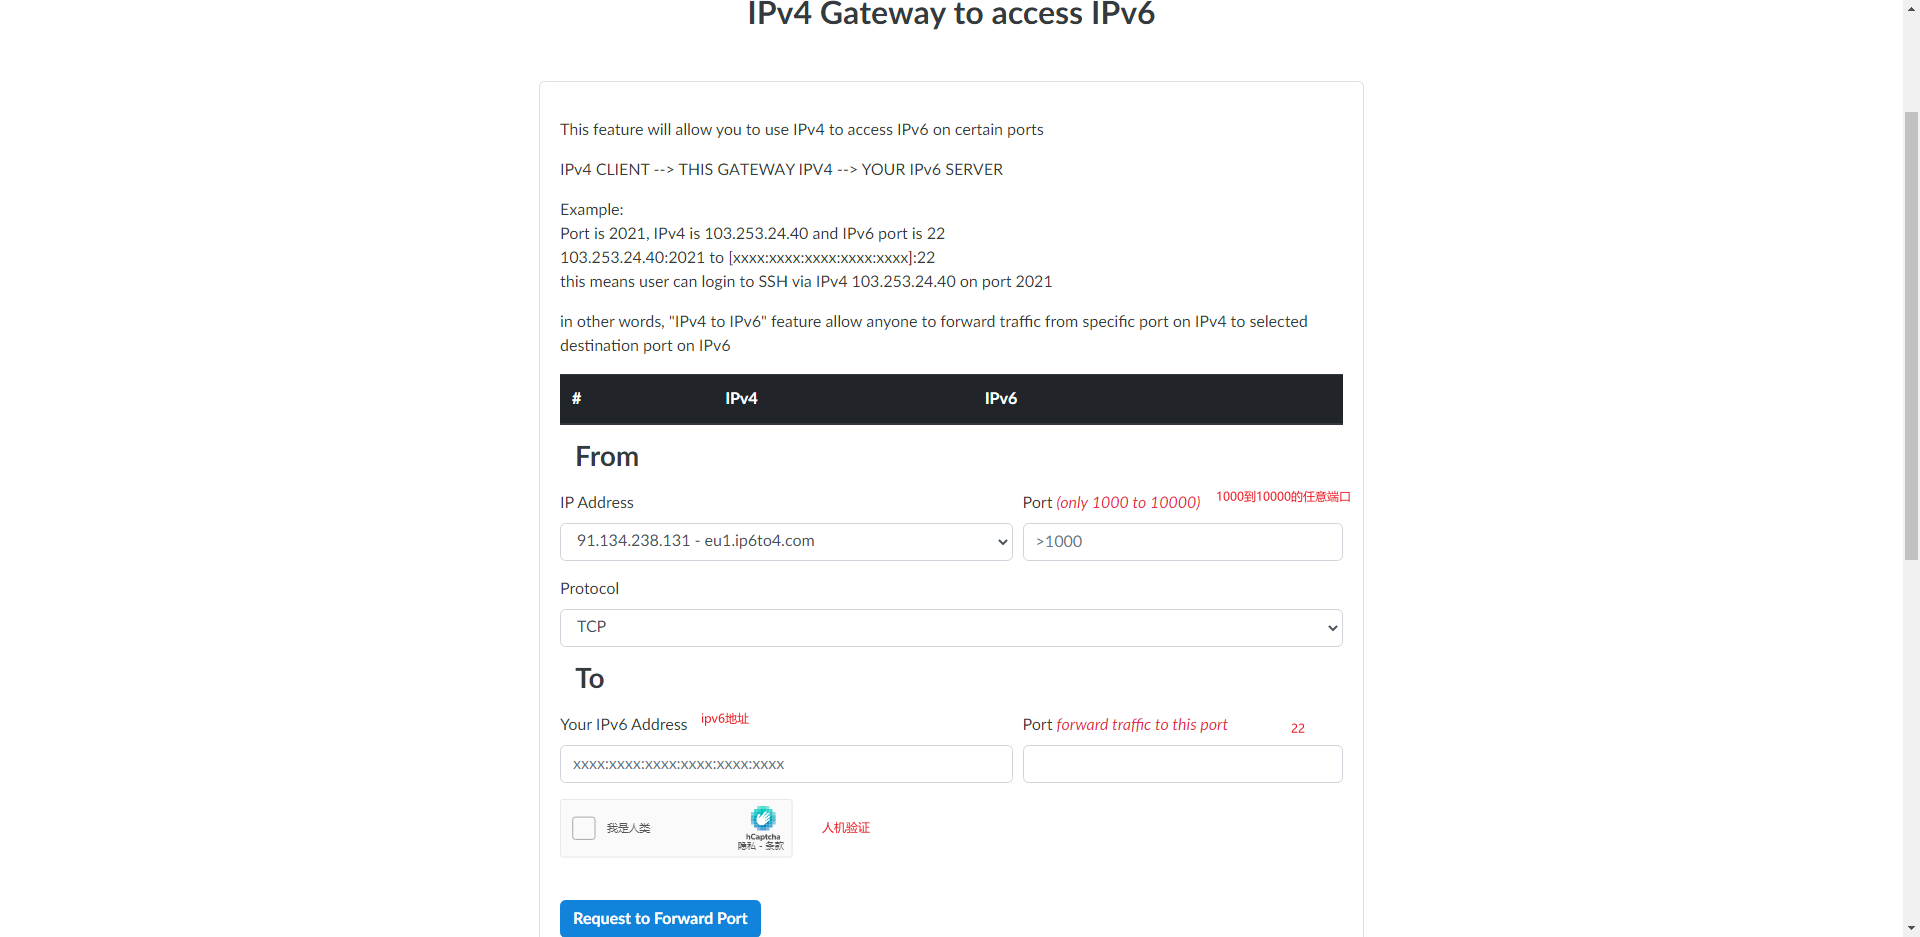 IPv4 Gateway to access IPv6
This feature will allow you to use IPv4 to access IPv6 on certain ports
IPv4 CLIENT --> THIS GATEWAY IPV4 --> YOUR IPv6 SERVER
Example:
Port is 2021, IPv4 is 103.253.24.40 and IPv6 port is 22
103.253.24.40:2021 to [xxxx:xxxx:xxxx:xxxx:xxxx]:22
this means user can login to SSH via IPv4 103.253.24.40 on port 2021
in other words, "IPv4 to IPv6" feature allow anyone to forward traffic from specific port on IPv4 to selected
destination port on IPv6
# IPv4 IPv6
From
IP Address Port (only 1000 to 10000) 1000到10000的任意端口
91.134.238.131 - eu1.ip6to4.com >1000
Protocol
TCP
To
Your IPv6 Address ipv6地址 Port forward traffic to this port 22
xxxx:xxxx:xxxx:xxxx:xxxx:xxxx
我是人类 hCaptcha 人机验证
隐私 - 条款
Request to Forward Port